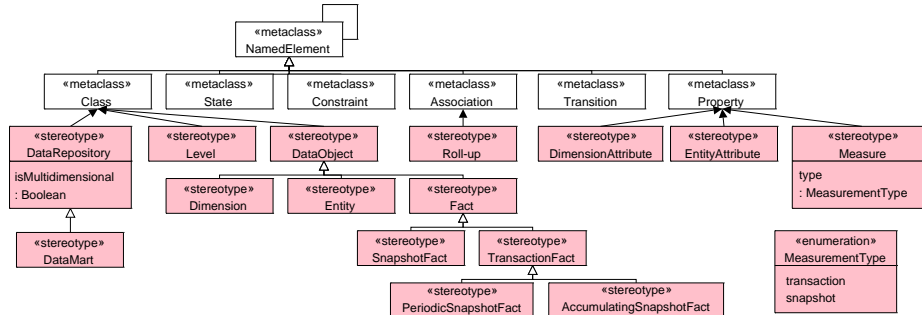 «metaclass»
NamedElement
«metaclass»
Class
«metaclass»
State
«metaclass»
Constraint
«metaclass»
Association
«metaclass»
Transition
«metaclass»
Property
«stereotype»
DataRepository
isMultidimensional
: Boolean
«stereotype»
Level
«stereotype»
DataObject
«stereotype»
Roll-up
«stereotype»
DimensionAttribute
«stereotype»
EntityAttribute
«stereotype»
Measure
type
: MeasurementType
«stereotype»
Dimension
«stereotype»
Entity
«stereotype»
Fact
«stereotype»
DataMart
«stereotype»
SnapshotFact
«stereotype»
TransactionFact
«enumeration»
MeasurementType
transaction
snapshot
«stereotype»
PeriodicSnapshotFact
«stereotype»
AccumulatingSnapshotFact